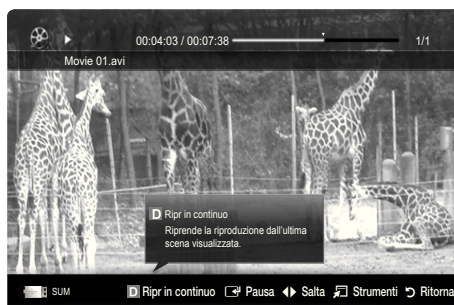 00:04:03 / 00:07:38 1/1
Movie 01.avi
D Ripr in continuo
Riprende la riproduzione dall'ultima
scena visualizzata.
SUM D Ripr in continuo Pausa Salta Strumenti Ritorna